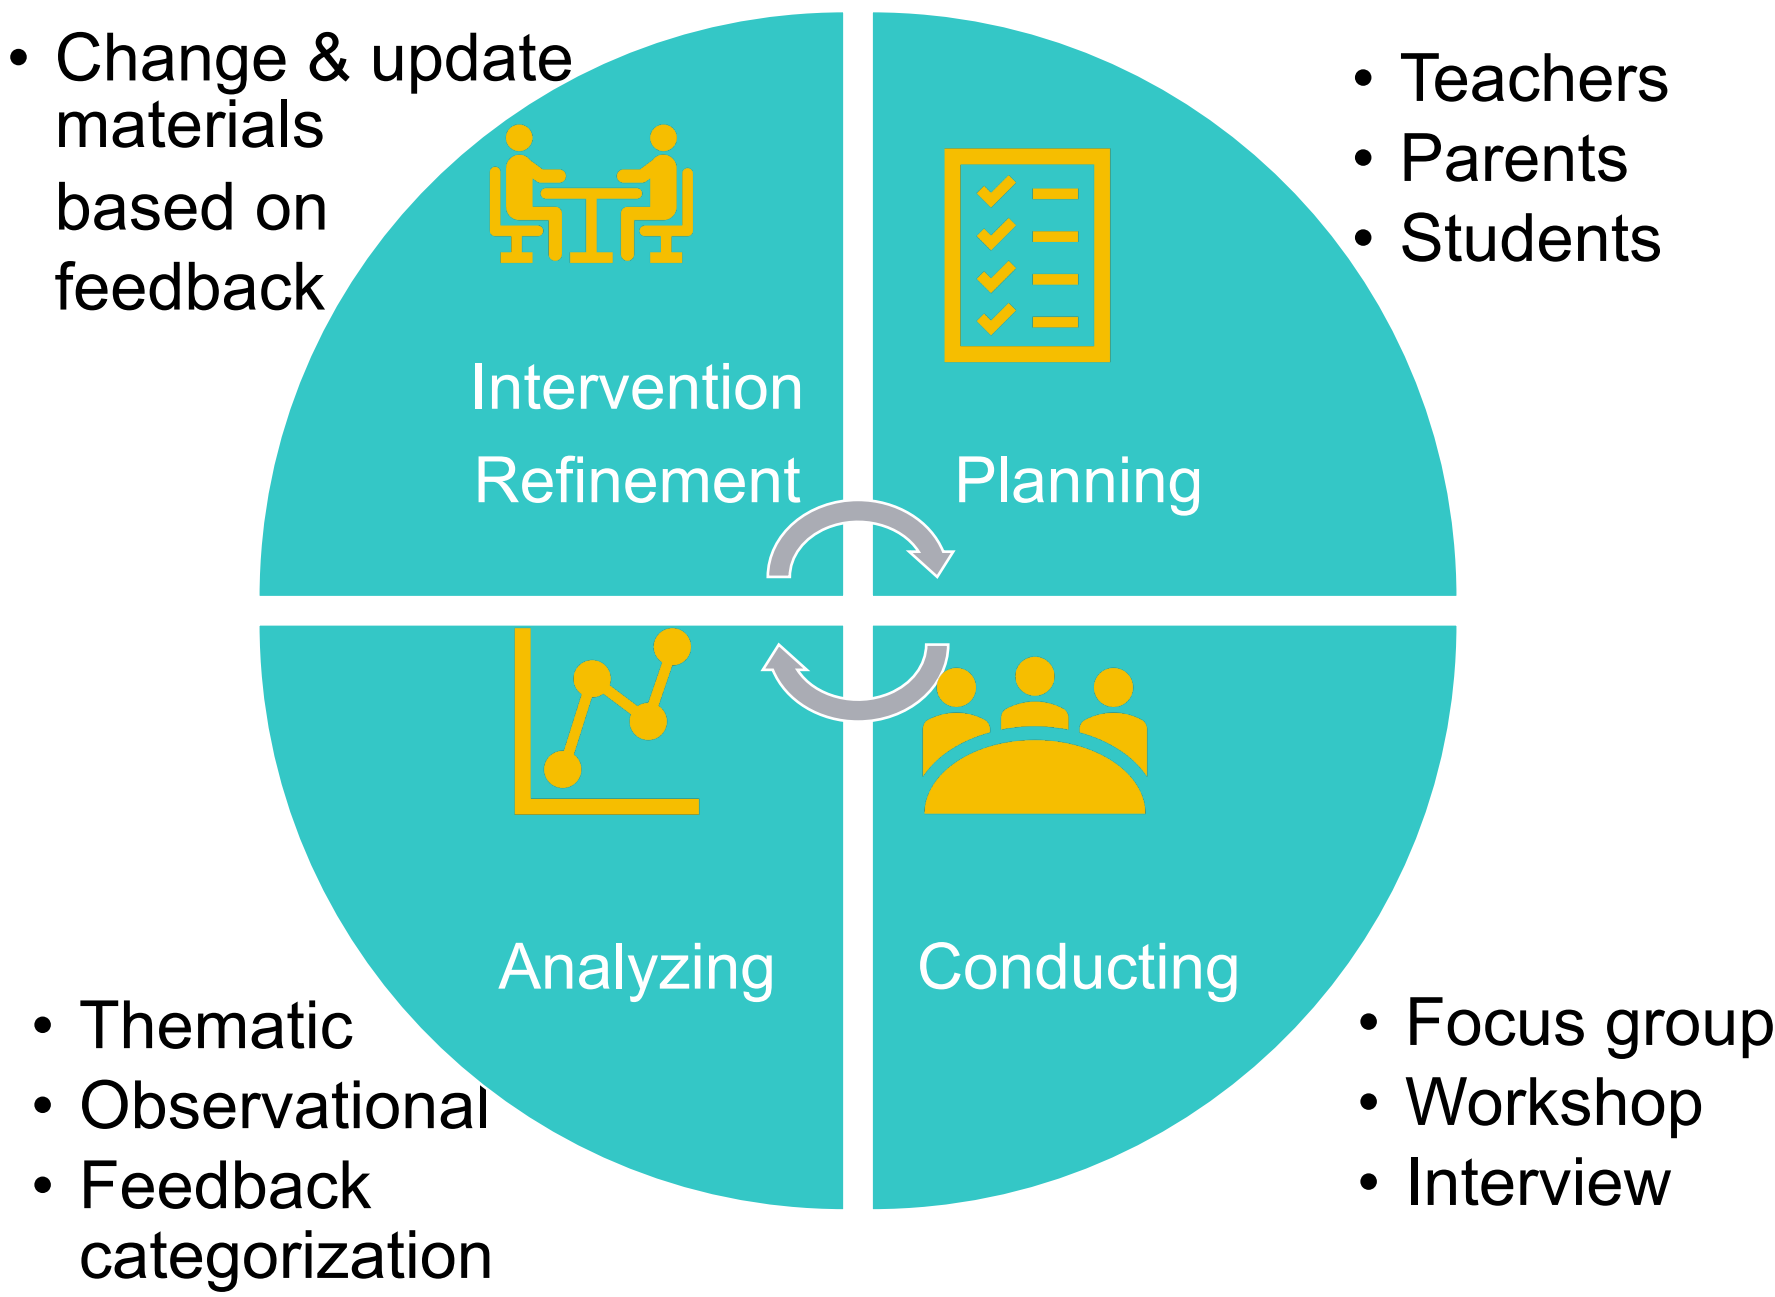 • Change & update
materials
based on
feedback
Intervention
Refinement
Planning
• Teachers
• Parents
• Students
Analyzing
Conducting
• Thematic
• Observational
• Feedback
categorization
• Focus group
• Workshop
• Interview